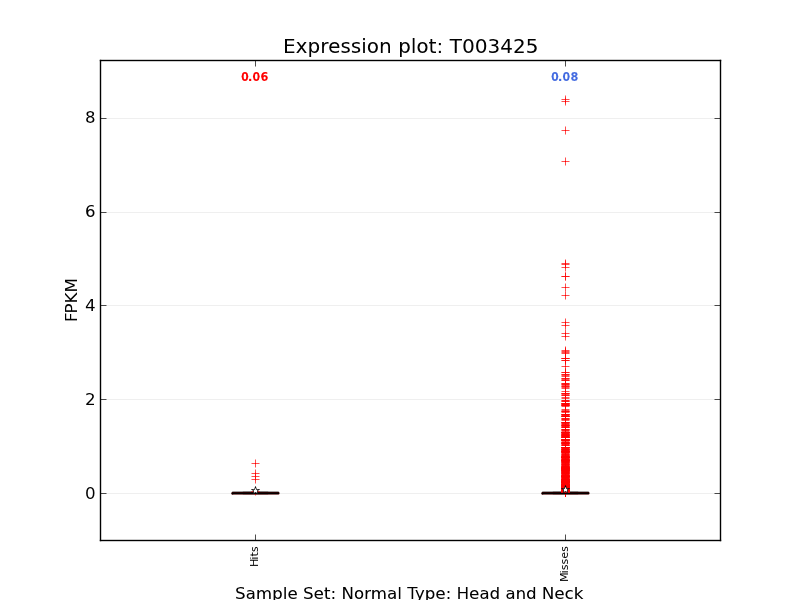 Expression plot: T003425
0.06 0.08
8
6
4
2
0
FPKM
Hits Misses
Sample Set: Normal Type: Head and Neck